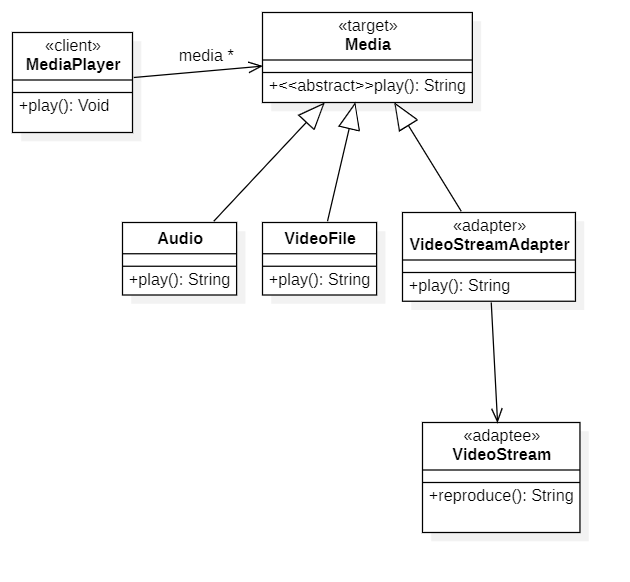 «client»
MediaPlayer
+play(): Void
media *
«target»
Media
+<<abstract>>play(): String
Audio
+play(): String
VideoFile
+play(): String
«adapter»
VideoStreamAdapter
+play(): String
«adaptee»
VideoStream
+reproduce(): String